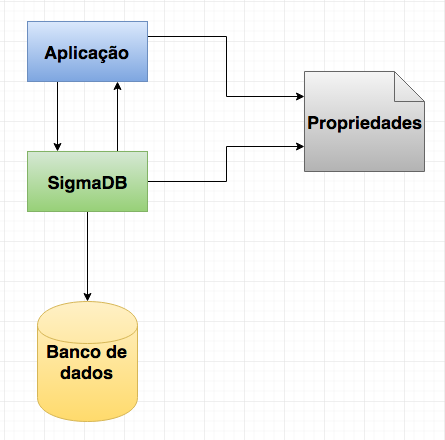 Aplicação
Propriedades
SigmaDB
Banco de
dados